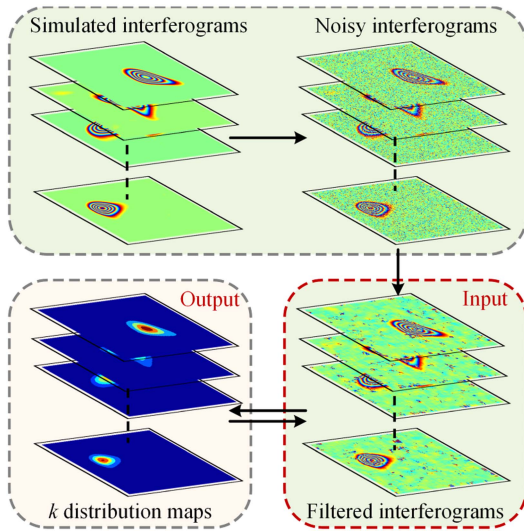 Simulated interferograms
Noisy interferograms
Output
Input
k distribution maps
Filtered interferograms